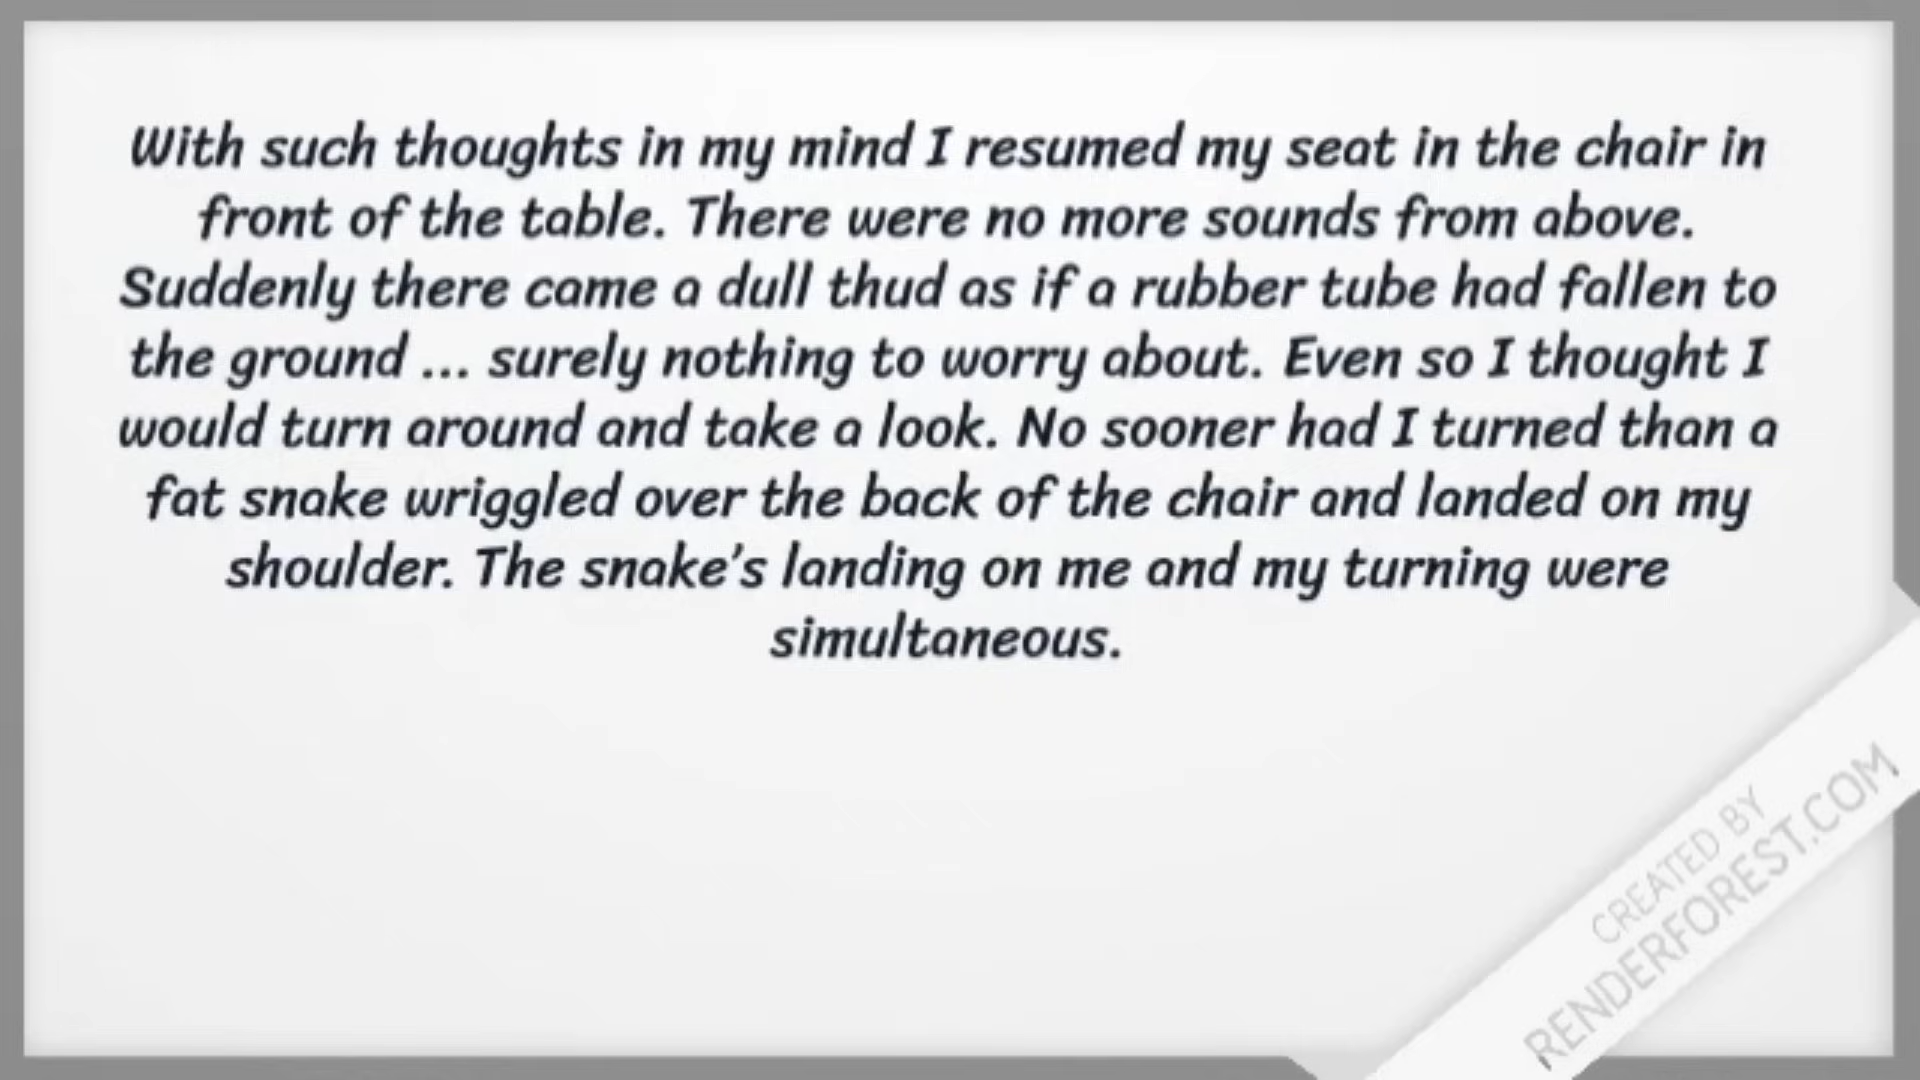 With such thoughts in my mind I resumed my seat in the chair in
front of the table. There were no more sounds from above.
Suddenly there came a dull thud as if a rubber tube had fallen to
the ground ... surely nothing to worry about. Even so I thought I
would turn around and take a look. No sooner had I turned than a
fat snake wriggled over the back of the chair and landed on my
shoulder. The snake's landing on me and my turning were
simultaneous.
CREATED BY
RENDERFOREST.COM